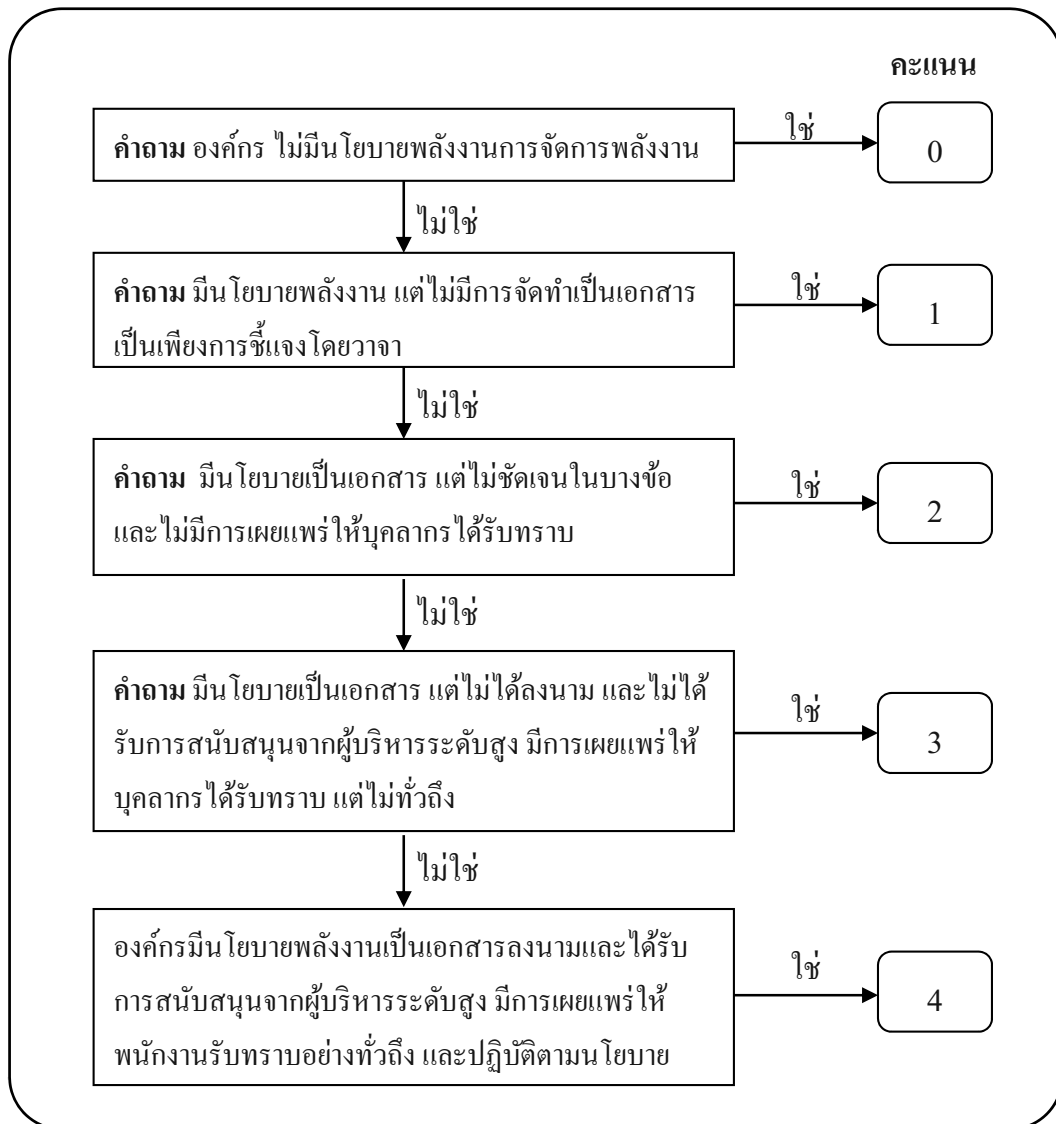 คะแนน
คำถาม องค์กร ไม่มีนโยบายพลังงานการจัดการพลังงาน
ใช่
0
ไม่ใช่
คำถาม มีนโยบายพลังงาน แต่ไม่มีการจัดทำเป็นเอกสาร
เป็นเพียงการชี้แจงโดยวาจา
ใช่
1
ไม่ใช่
คำถาม มีนโยบายเป็นเอกสาร แต่ไม่ชัดเจนในบางข้อ
และไม่มีการเผยแพร่ให้บุคลากรได้รับทราบ
ใช่
2
ไม่ใช่
คำถาม มีนโยบายเป็นเอกสาร แต่ไม่ได้ลงนาม และไม่ได้
รับการสนับสนุนจากผู้บริหารระดับสูง มีการเผยแพร่ให้
บุคลากรได้รับทราบ แต่ไม่ทั่วถึง
ใช่
3
ไม่ใช่
องค์กรมีนโยบายพลังงานเป็นเอกสารลงนามและได้รับ
การสนับสนุนจากผู้บริหารระดับสูง มีการเผยแพร่ให้
พนักงานรับทราบอย่างทั่วถึง และปฏิบัติตามนโยบาย
ใช่
4